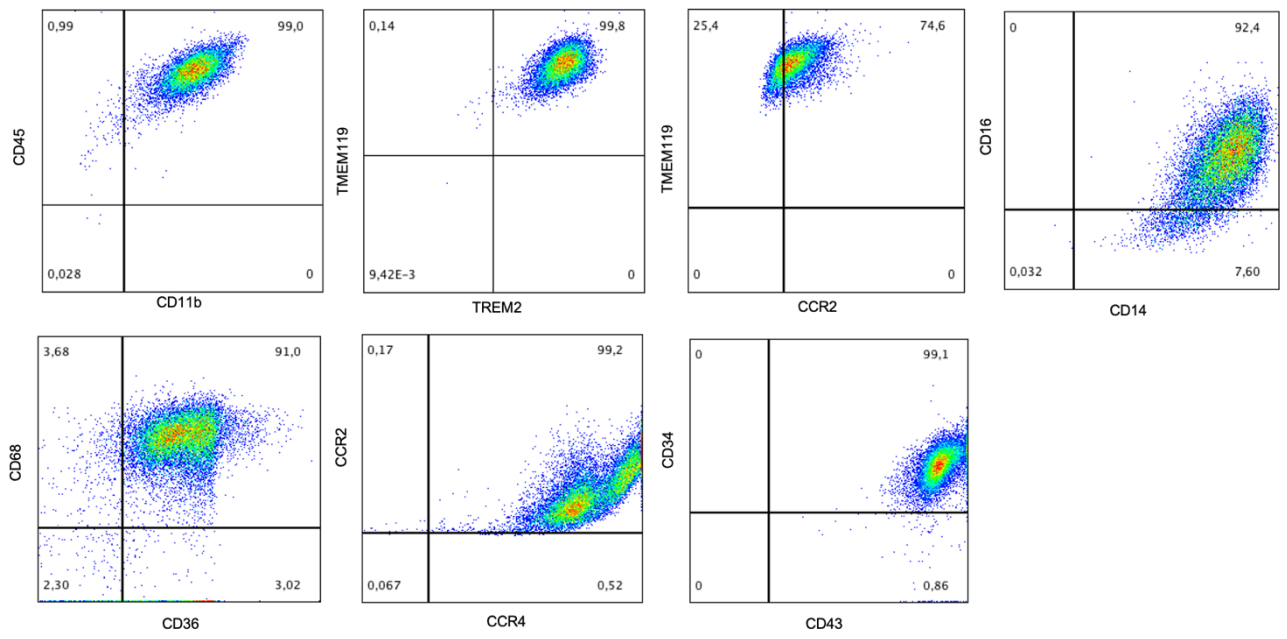 0,99 99,0
CD45
0,028 0
CD11b
0,14 99,8
TMEM119
9,42E-3 0
TREM2
25,4 74,6
TMEM119
0 0
CCR2
0 92,4
CD16
0,032 7,60
CD14
3,68 91,0
CD68
2,30 3,02
CD36
0,17 99,2
CCR2
0,067 0,52
CCR4
0 99,1
CD34
0 0,86
CD43